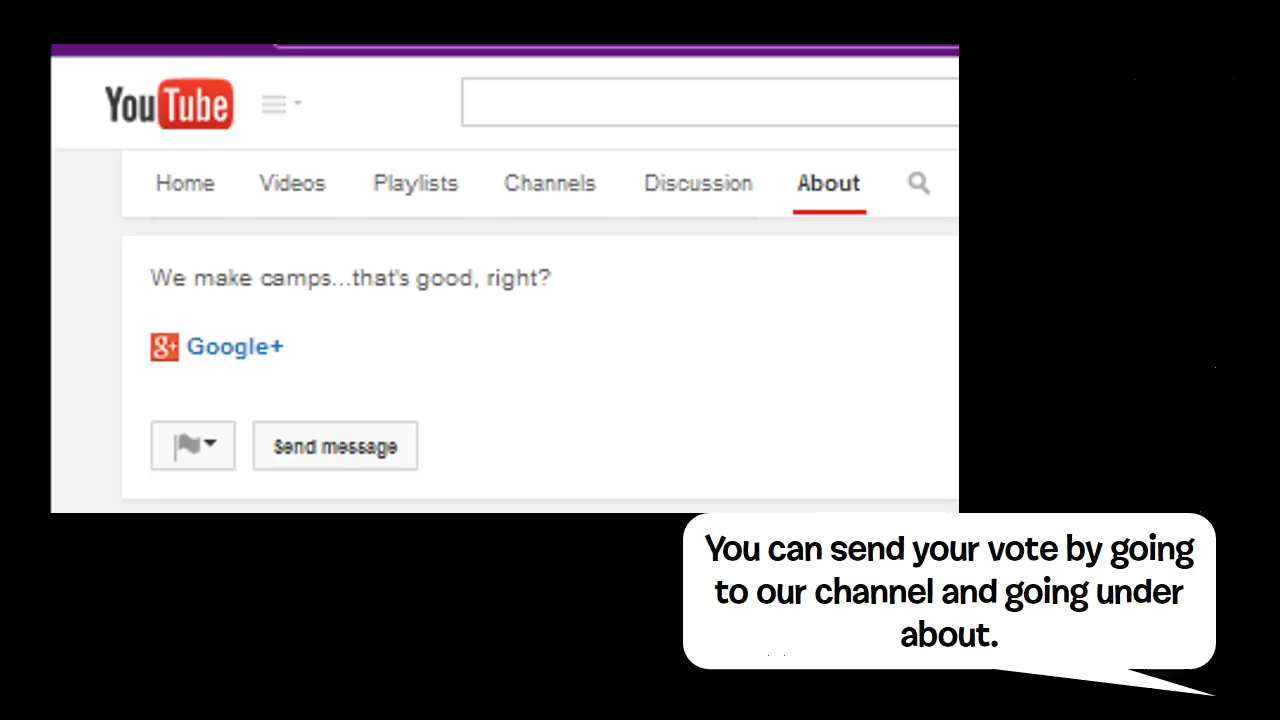 YouTube
Home Videos Playlists Channels Discussion About
We make camps...that's good, right?
g+ Google+
Send message
You can send your vote by going
to our channel and going under
about.